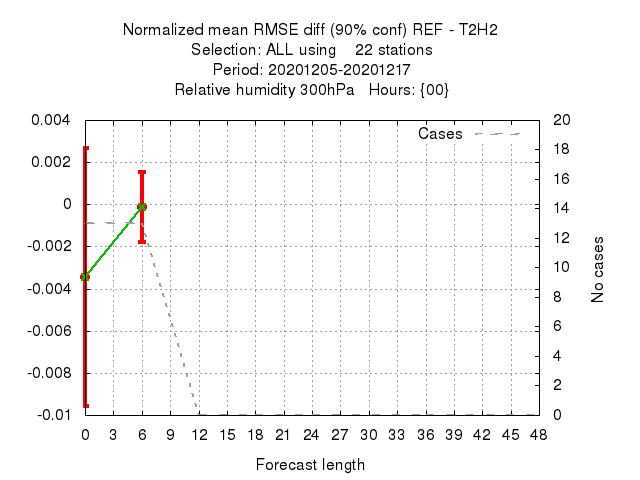 Normalized mean RMSE diff (90% conf) REF - T2H2
Selection: ALL using 22 stations
Period: 20201205-20201217
Relative humidity 300hPa Hours: {00}
Cases
0.004
0.002
0
-0.002
-0.004
-0.006
-0.008
-0.01
20
18
16
14
12
10
8
6
4
2
0
No cases
0 3 6 9 12 15 18 21 24 27 30 33 36 39 42 45 48
Forecast length